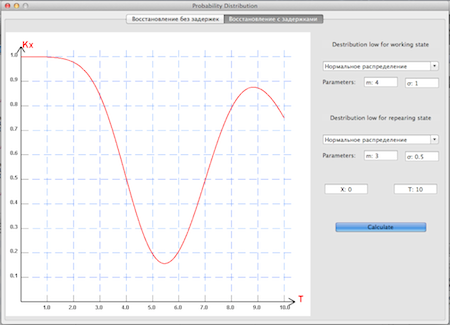 Probability Distribution
Восстановление без задержек
Восстановление с задержками
Kx
1.0
0.9
0.8
0.7
0.6
0.5
0.4
0.3
0.2
0.1
1.0 2.0 3.0 4.0 5.0 6.0 7.0 8.0 9.0 10.0
T
Destribution low for working state
Нормальное распределение
Parameters: m: 4 σ: 1
Destribution low for repearing state
Нормальное распределение
Parameters: m: 3 σ: 0.5
X: 0 T: 10
Calculate